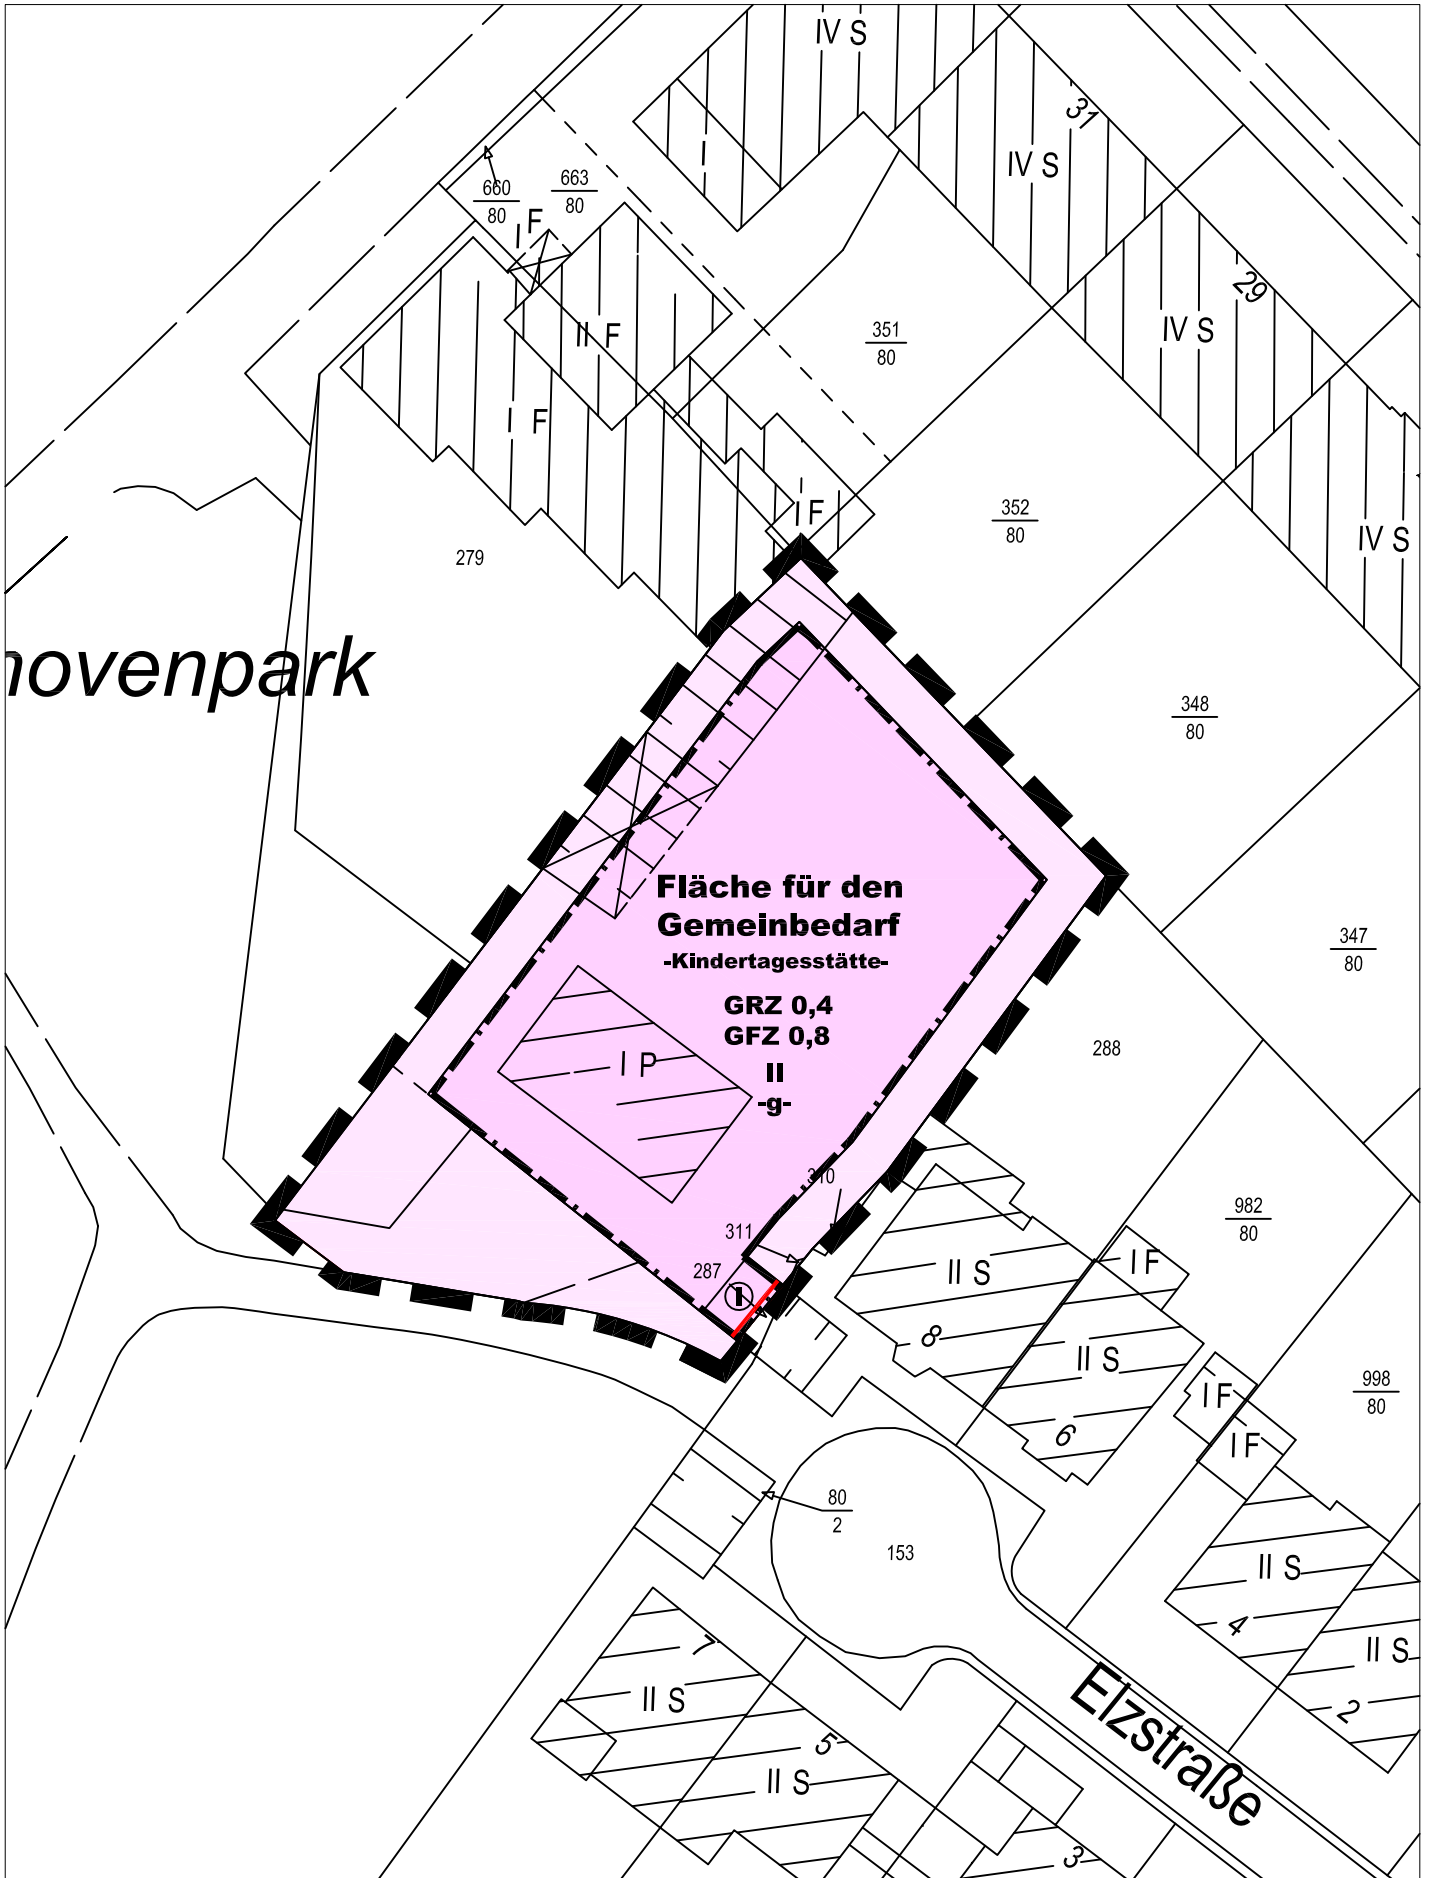 IV S
31
IV S
I
660
80
663
80
I F
29
IV S
II F
351
80
I F
I F
352
80
IV S
279
novenpark
348
80
Fläche für den
Gemeinbedarf
-Kindertagesstätte-
347
80
GRZ 0,4
GFZ 0,8
II
-g-
I P
288
310
311
982
80
287
I
II S
8
I F
II S
6
I F
I F
998
80
80
2
153
II S
4
II S
2
7
II S
5
II S
Elzstraße
3